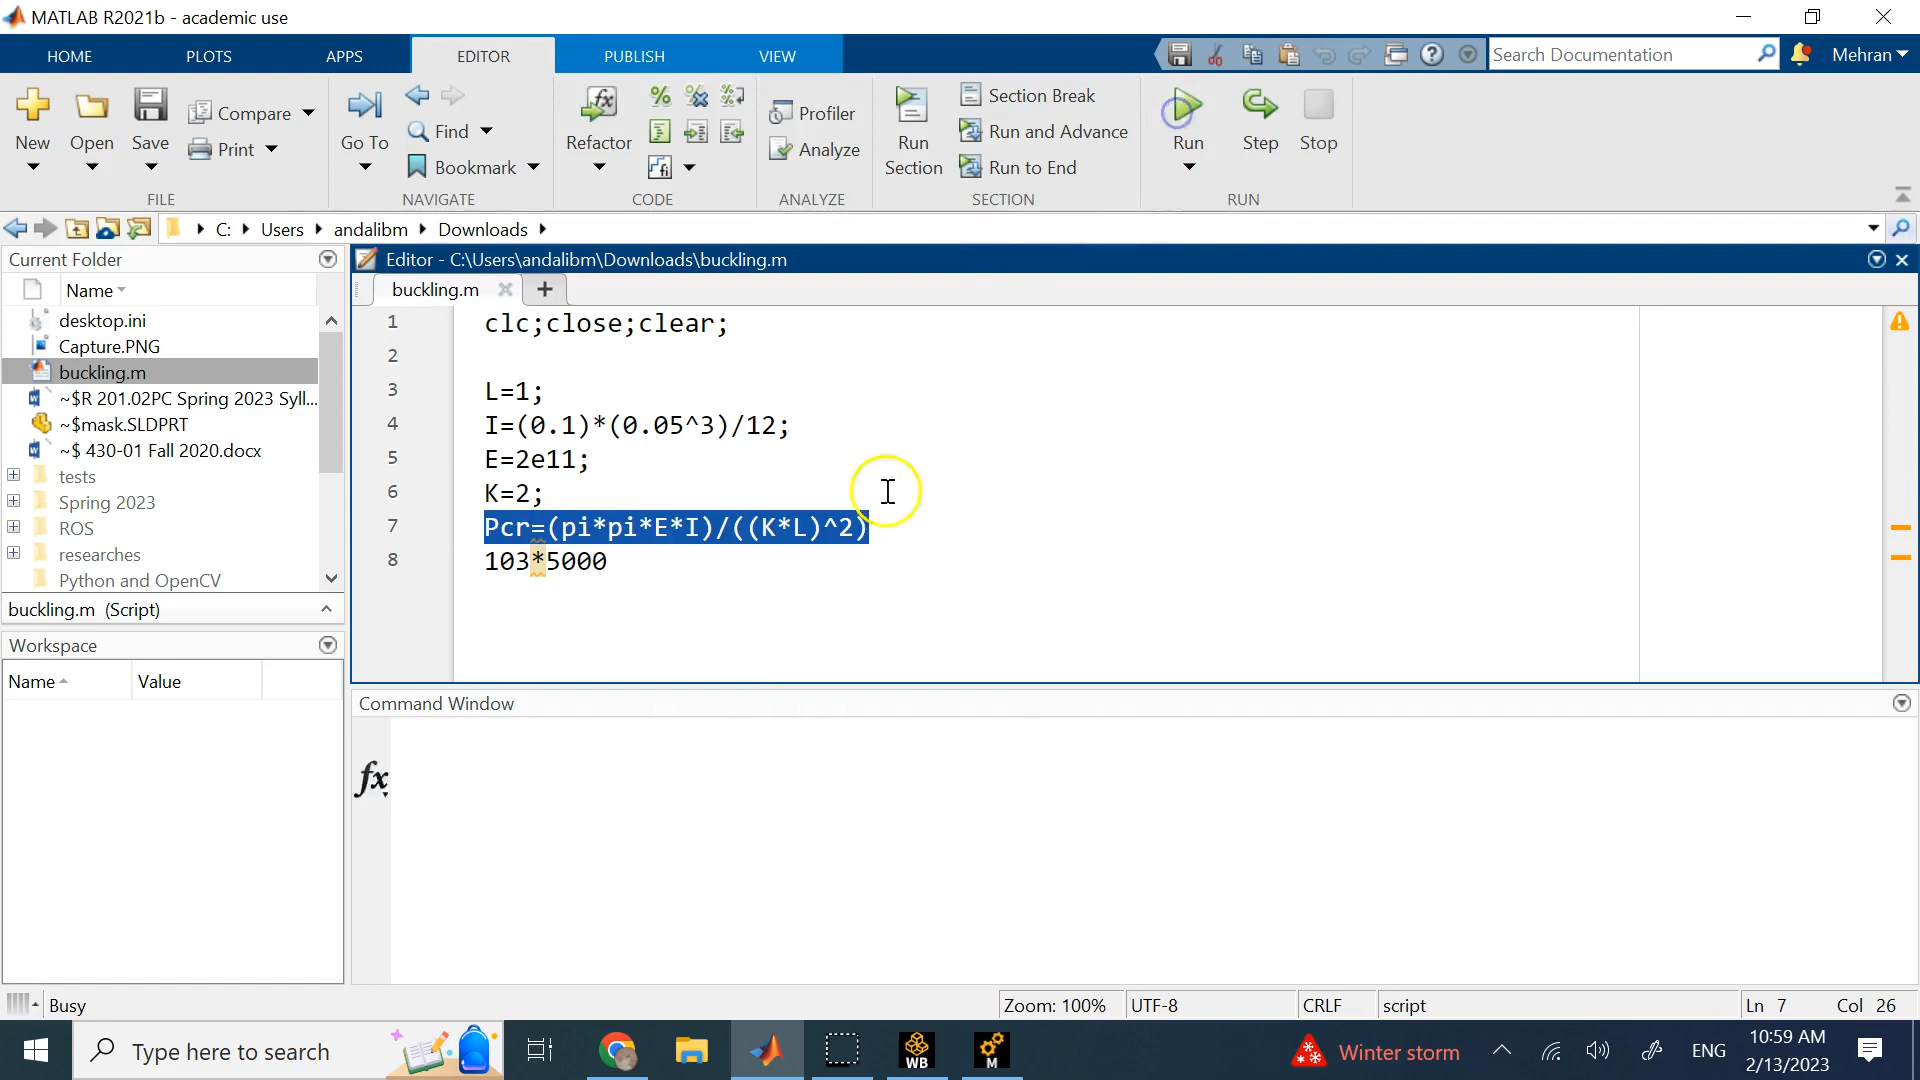 MATLAB R2021b - academic use
HOME
PLOTS
APPS
EDITOR
PUBLISH
VIEW
Search Documentation
Mehran
New
Open
Save
Compare
Print
Go To
Find
Bookmark
Refactor
Profiler
Analyze
Run Section
Section Break
Run and Advance
Run to End
Run
Step
Stop
FILE
NAVIGATE
CODE
ANALYZE
SECTION
RUN
C: Users andalibm Downloads
Current Folder
Name
desktop.ini
Capture.PNG
buckling.m
~$R 201.02PC Spring 2023 Syll...
~$mask.SLDPRT
~$ 430-01 Fall 2020.docx
tests
Spring 2023
ROS
researches
Python and OpenCV
buckling.m (Script)
Workspace
Name
Value
Editor - C:\Users\andalibm\Downloads\buckling.m
buckling.m
1 clc;close;clear;
2
3 L=1;
4 I=(0.1)*(0.05^3)/12;
5 E=2e11;
6 K=2;
7 Pcr=(pi*pi*E*I)/((K*L)^2)
8 103*5000
Command Window
fx
Busy
Zoom: 100%
UTF-8
CRLF
script
Ln 7
Col 26
Type here to search
WB
M
Winter storm
ENG
10:59 AM
2/13/2023